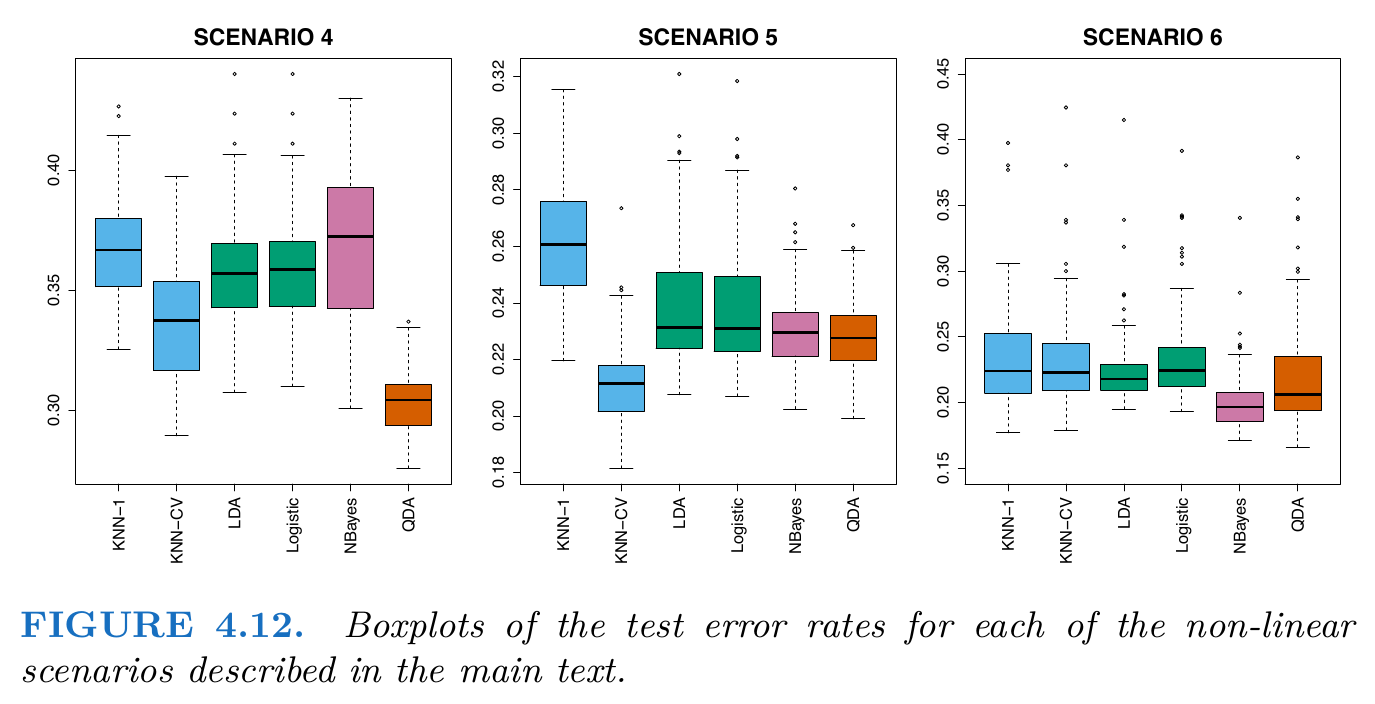 SCENARIO 4
0.30
0.35
0.40
KNN−1
KNN−CV
LDA
Logistic
NBayes
QDA
SCENARIO 5
0.18
0.20
0.22
0.24
0.26
0.28
0.30
0.32
KNN−1
KNN−CV
LDA
Logistic
NBayes
QDA
SCENARIO 6
0.15
0.20
0.25
0.30
0.35
0.40
0.45
KNN−1
KNN−CV
LDA
Logistic
NBayes
QDA
FIGURE 4.12. Boxplots of the test error rates for each of the non-linear
scenarios described in the main text.